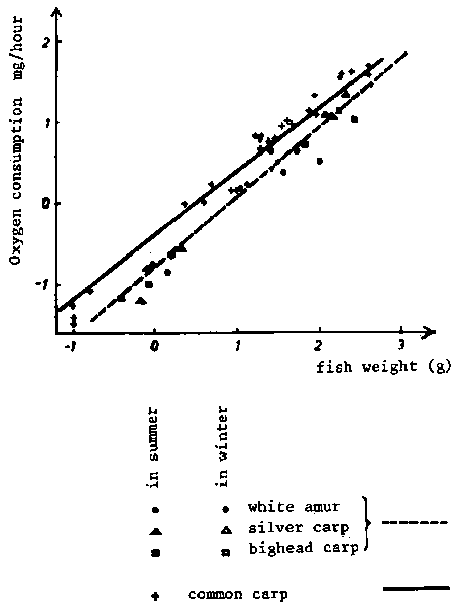 Oxygen consumption mg/hour
2
1
0
-1
-1 0 1 2 3
fish weight (g)
in summer
in winter
white amur
silver carp
bighead carp
common carp